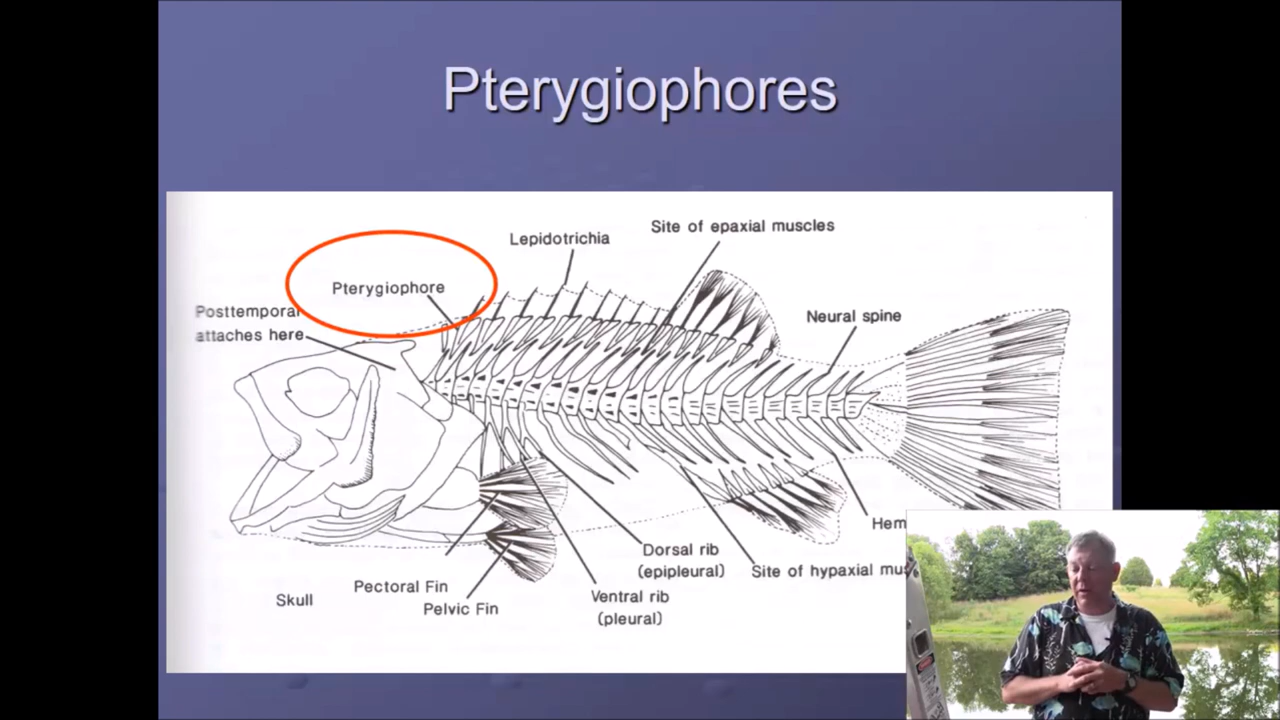 Pterygiophores
Lepidotrichia
Site of epaxial muscles
Pterygiophore
Posttemporal
attaches here
Neural spine
Hem
Dorsal rib
(epipleural)
Site of hypaxial mus
Pectoral Fin
Ventral rib
(pleural)
Skull
Pelvic Fin